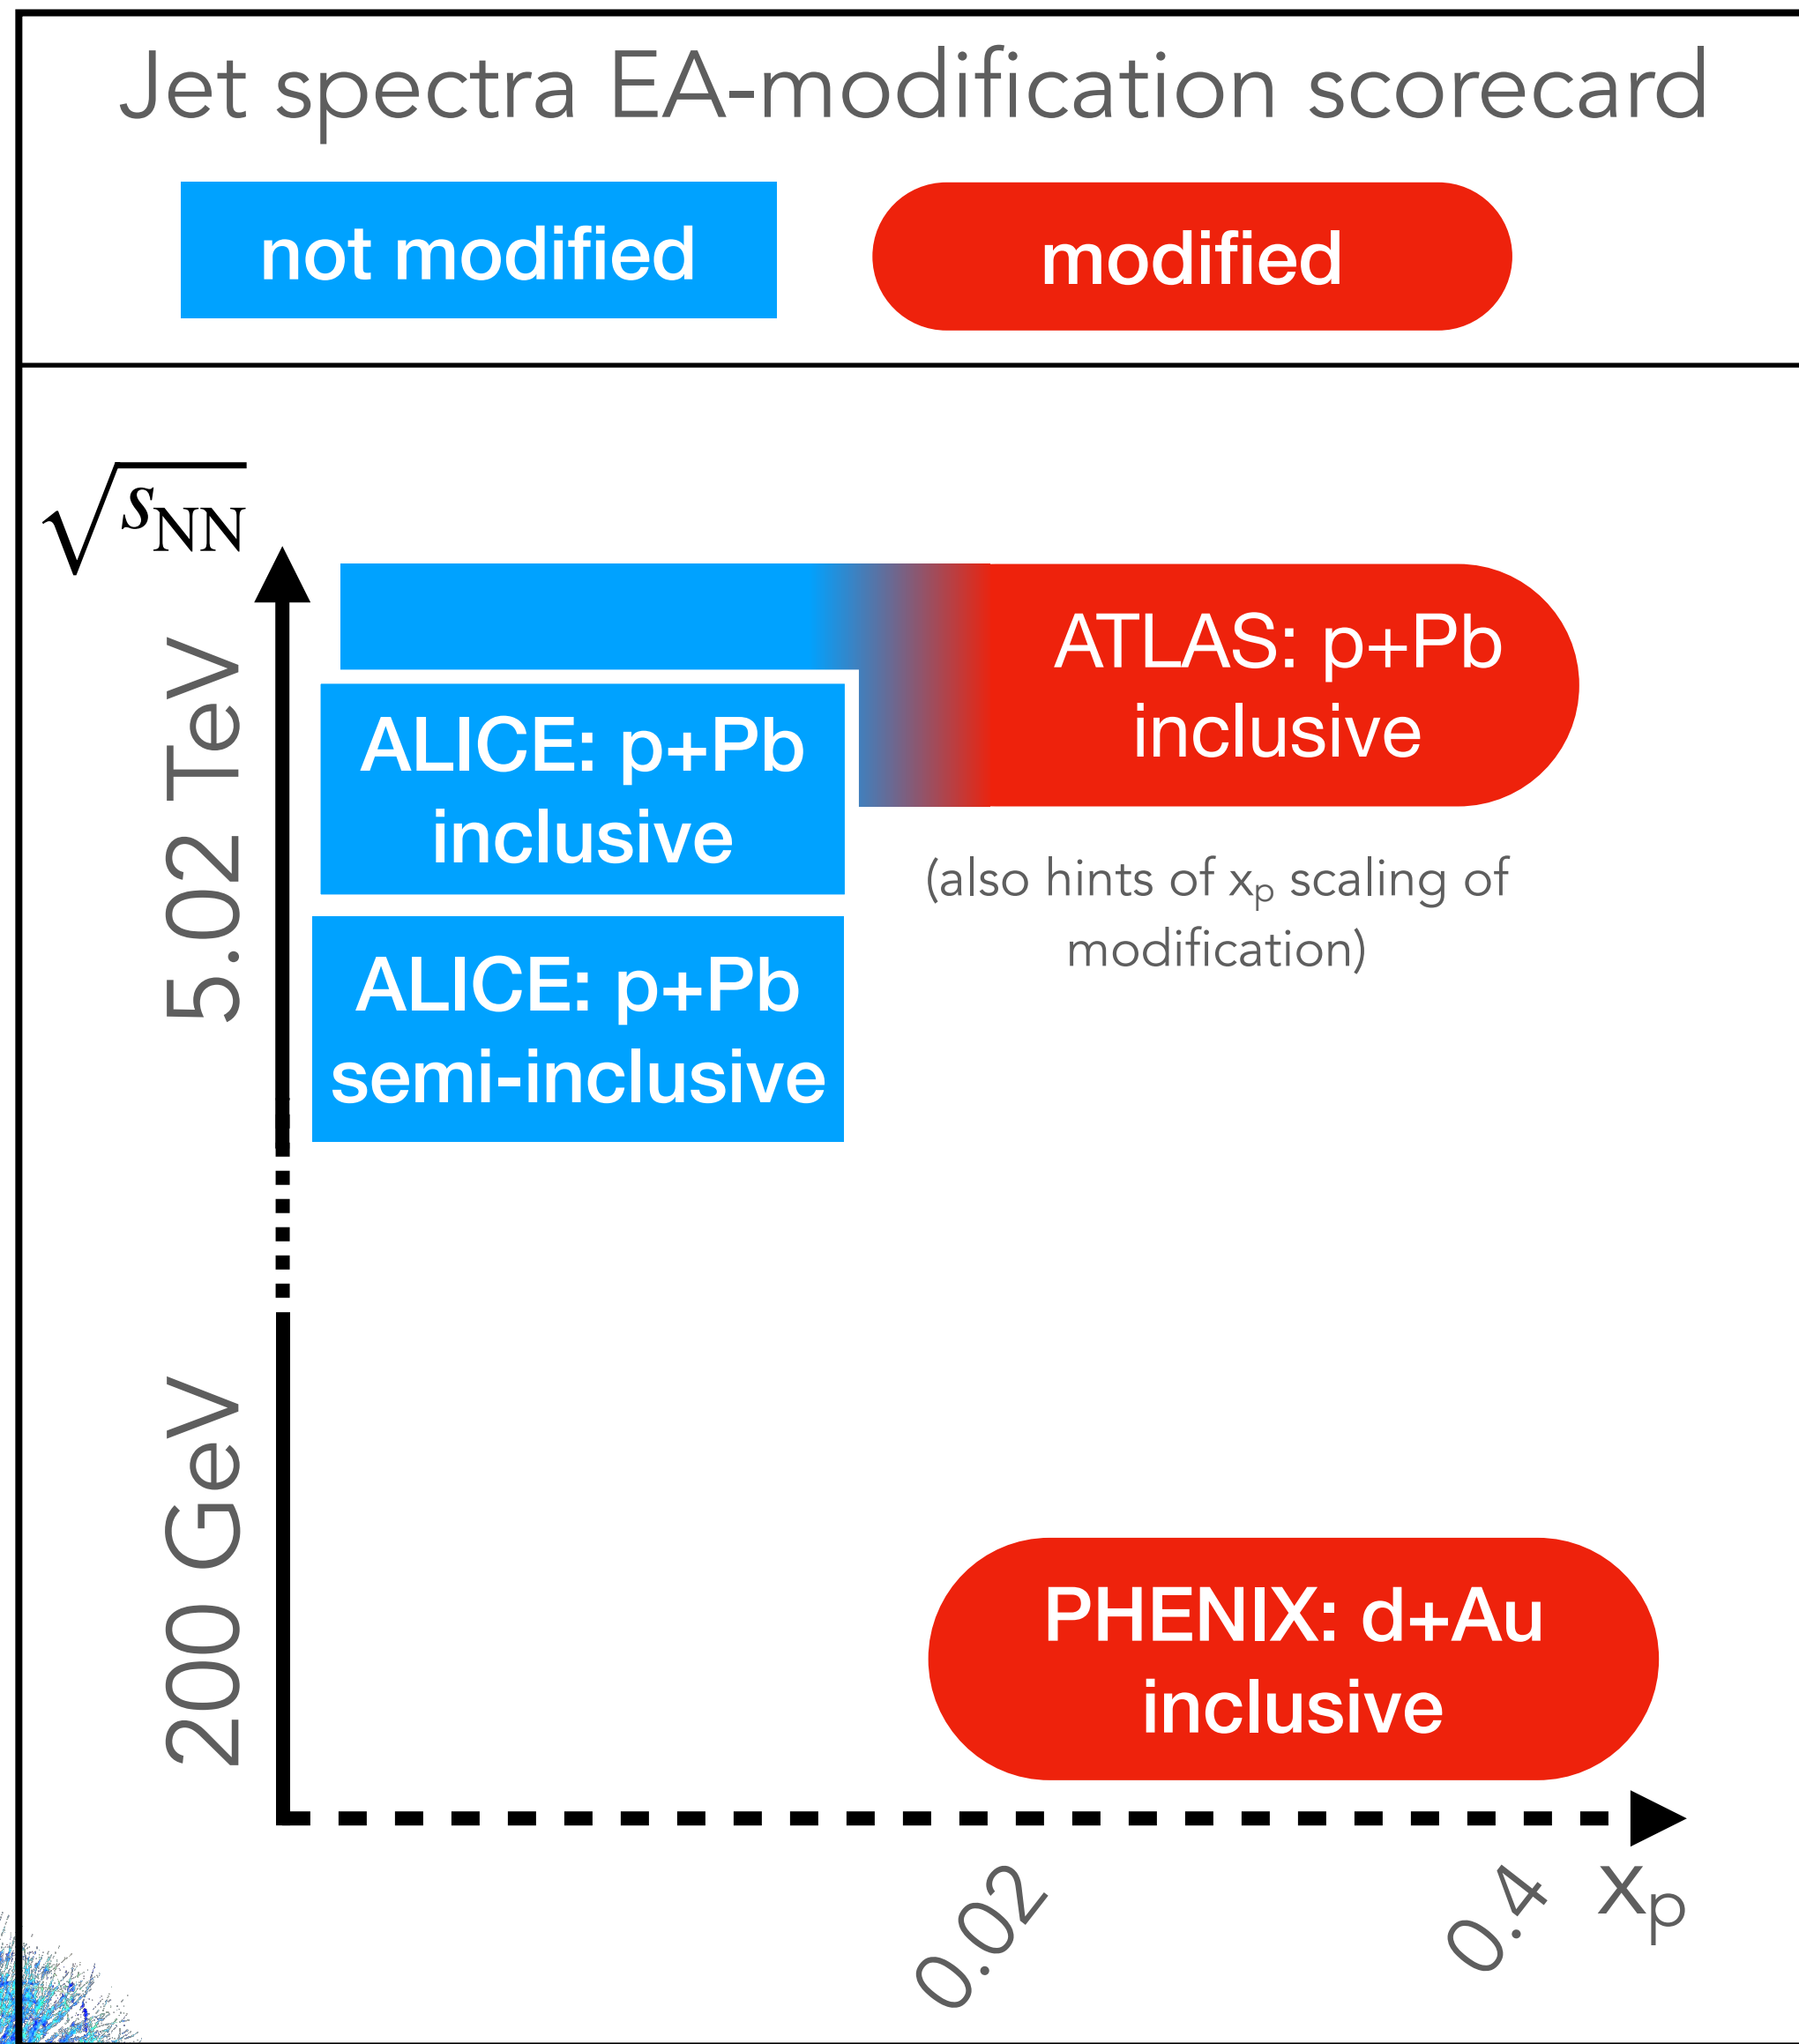 Jet spectra EA-modification scorecard
not modified
modified
√sNN
5.02 TeV
ATLAS: p+Pb
inclusive
ALICE: p+Pb
inclusive
(also hints of xp scaling of
modification)
ALICE: p+Pb
semi-inclusive
200 GeV
PHENIX: d+Au
inclusive
0.02
0.4
xp